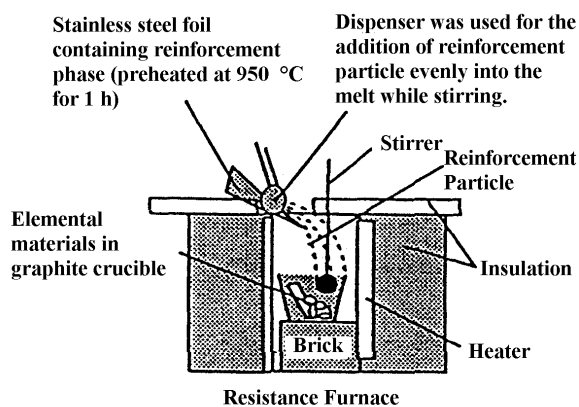 Stainless steel foil
containing reinforcement
phase (preheated at 950 °C
for 1 h)
Dispenser was used for the
addition of reinforcement
particle evenly into the
melt while stirring.
Stirrer
Reinforcement
Particle
Elemental
materials in
graphite crucible
Insulation
Brick
Heater
Resistance Furnace